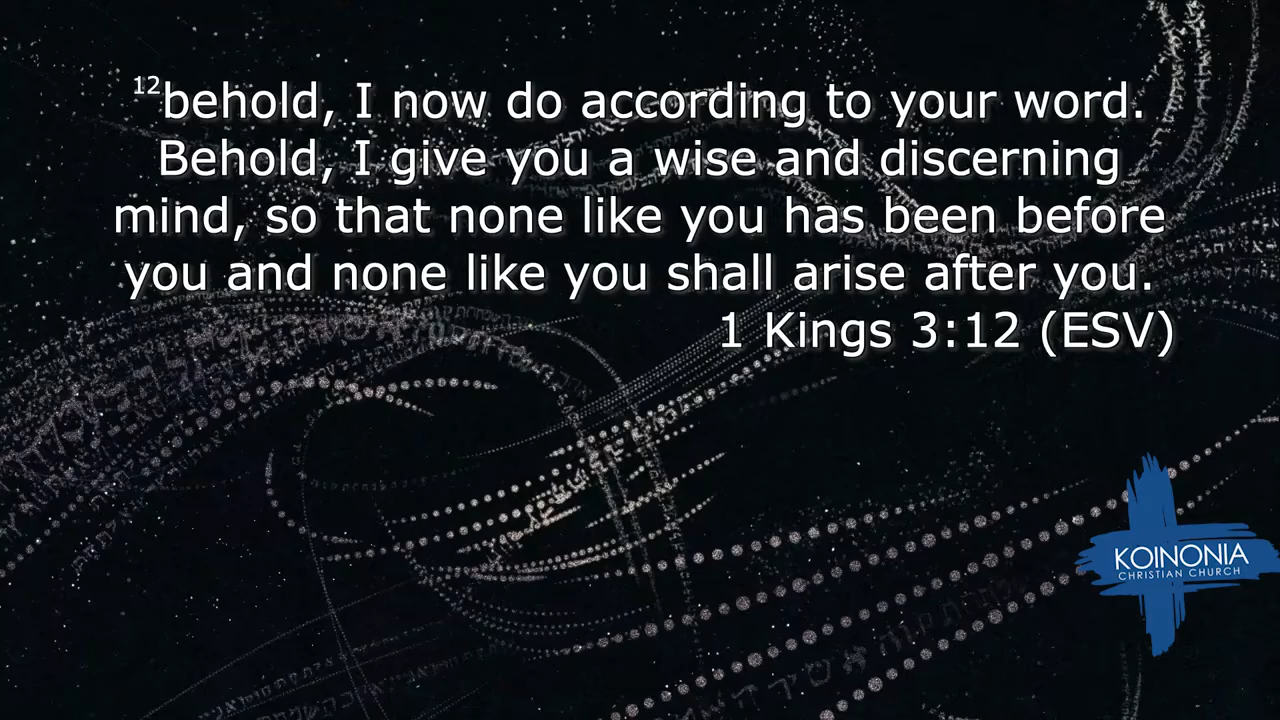 12behold, I now do according to your word.
Behold, I give you a wise and discerning
mind, so that none like you has been before
you and none like you shall arise after you.
1 Kings 3:12 (ESV)
KOINONIA
CHRISTIAN CHURCH